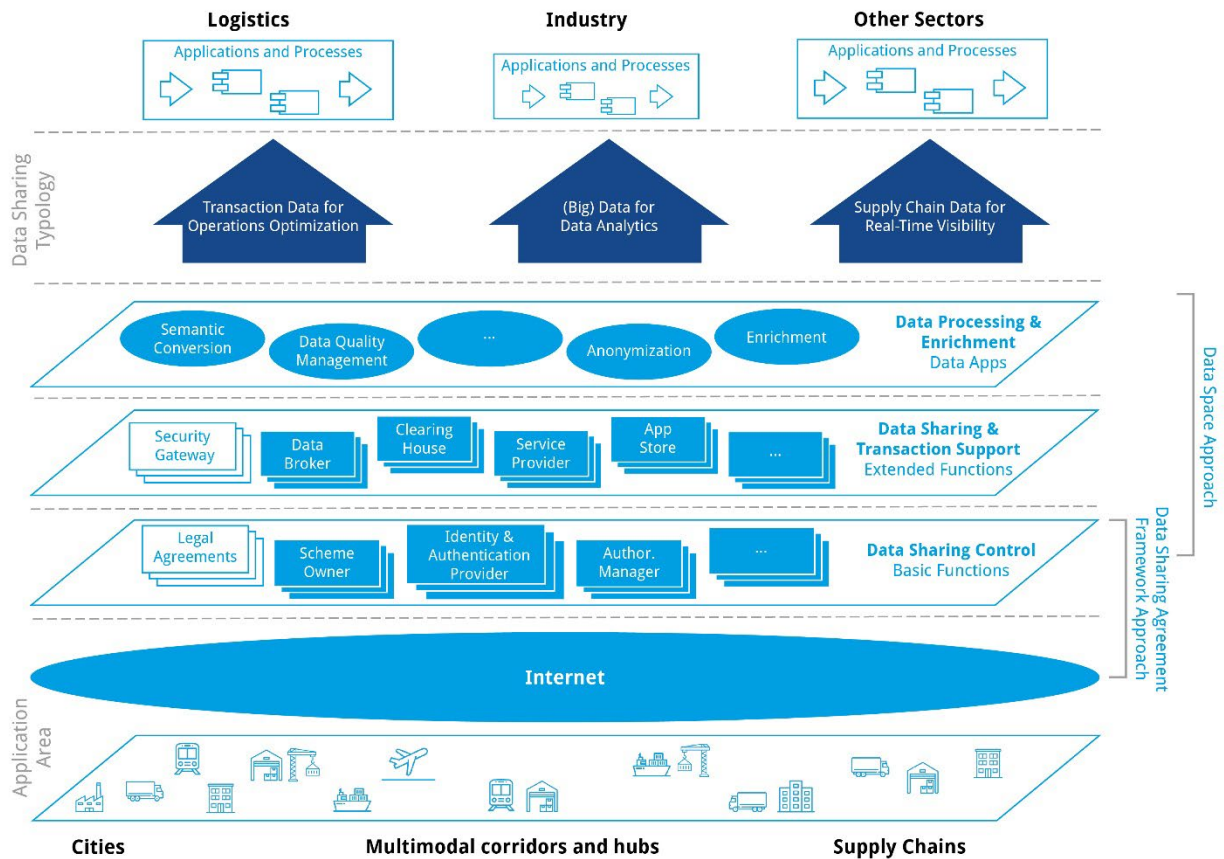 Logistics
Industry
Other Sectors
Applications and Processes
Applications and Processes
Applications and Processes
Data Sharing
Typology
Transaction Data for
Operations Optimization
(Big) Data for
Data Analytics
Supply Chain Data for
Real-Time Visibility
Semantic
Conversion
Data Quality
Management
...
Anonymization
Enrichment
Data Processing &
Enrichment
Data Apps
Data Space Approach
Security
Gateway
Data
Broker
Clearing
House
Service
Provider
App
Store
...
Data Sharing &
Transaction Support
Extended Functions
Legal
Agreements
Scheme
Owner
Identity &
Authentication
Provider
Author.
Manager
...
Data Sharing Control
Basic Functions
Data Sharing Agreement
Framework Approach
Internet
Application
Area
Cities
Multimodal corridors and hubs
Supply Chains